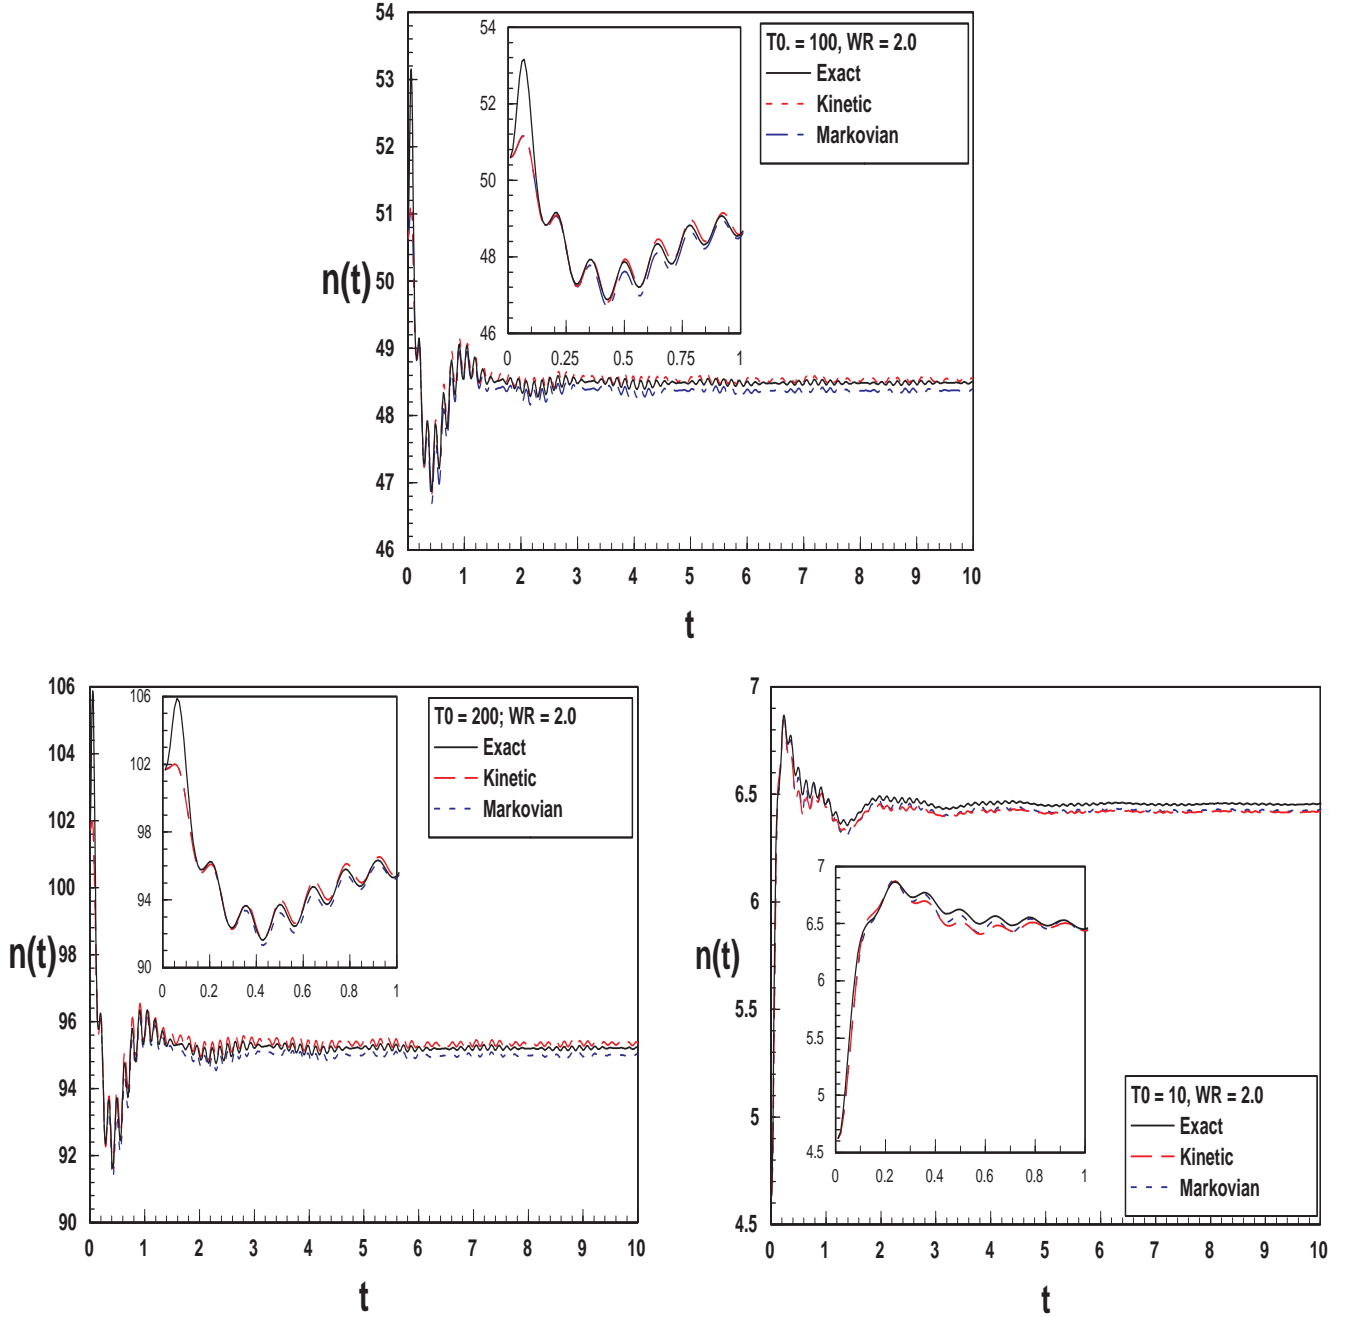 54
53
52
51
50
49
48
47
46
n(t)
0 1 2 3 4 5 6 7 8 9 10
t
54
52
50
48
46
0 0.25 0.5 0.75 1
T0. = 100, WR = 2.0
Exact
Kinetic
Markovian
106
104
102
100
98
96
94
92
90
n(t)
0 1 2 3 4 5 6 7 8 9 10
t
106
102
98
94
90
0 0.2 0.4 0.6 0.8 1
T0 = 200; WR = 2.0
Exact
Kinetic
Markovian
7
6.5
6
5.5
5
4.5
n(t)
0 1 2 3 4 5 6 7 8 9 10
t
7
6.5
6
5.5
5
4.5
0 0.2 0.4 0.6 0.8 1
T0 = 10, WR = 2.0
Exact
Kinetic
Markovian